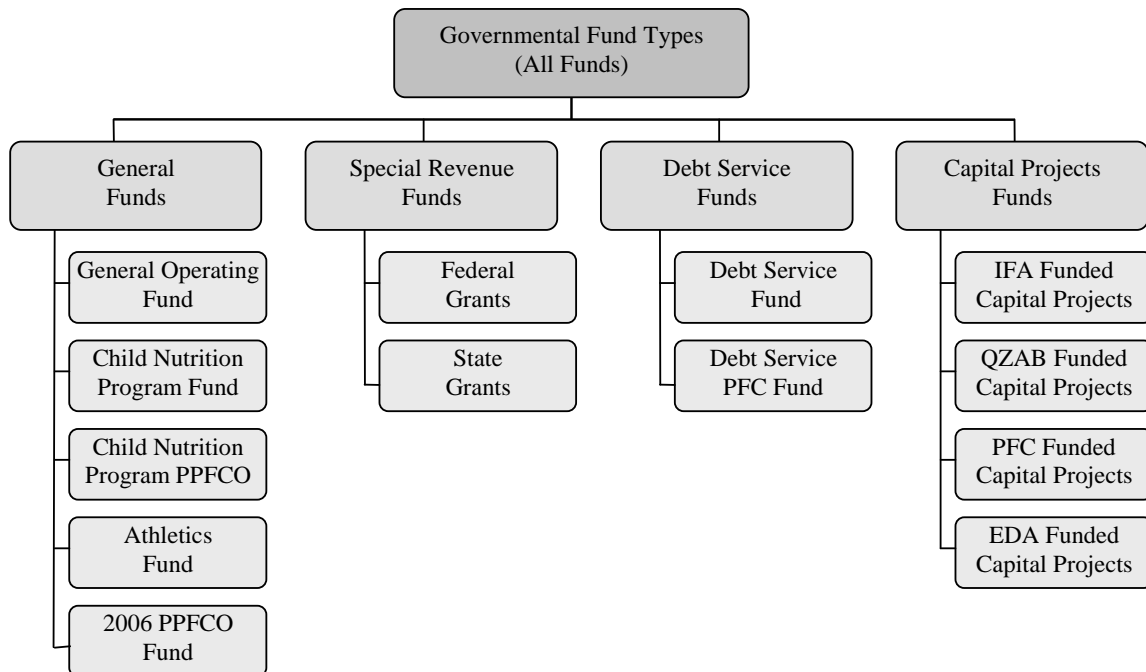 Governmental Fund Types
(All Funds)
General
Funds
Special Revenue
Funds
Debt Service
Funds
Capital Projects
Funds
General Operating
Fund
Child Nutrition
Program Fund
Child Nutrition
Program PPFCO
Athletics
Fund
2006 PPFCO
Fund
Federal
Grants
State
Grants
Debt Service
Fund
Debt Service
PFC Fund
IFA Funded
Capital Projects
QZAB Funded
Capital Projects
PFC Funded
Capital Projects
EDA Funded
Capital Projects